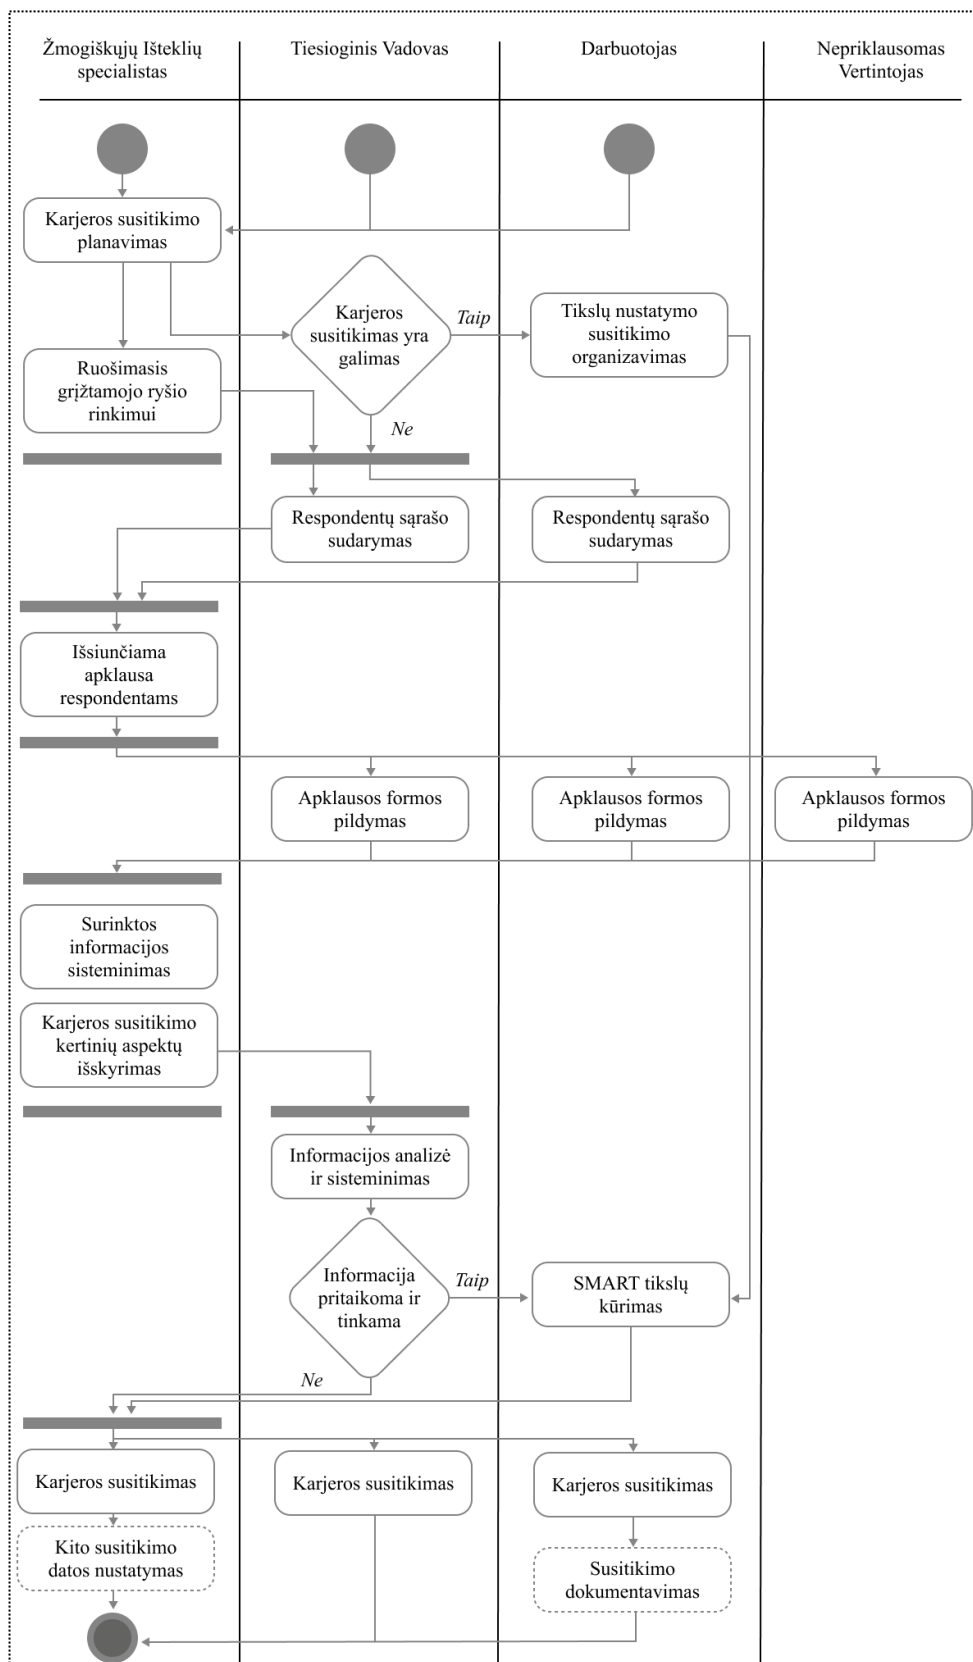 Žmogiškųjų Išteklių
specialistas
Tiesioginis Vadovas
Darbuotojas
Nepriklausomas
Vertintojas
Karjeros susitikimo
planavimas
Karjeros
susitikimas yra
galimas
Taip
Tikslų nustatymo
susitikimo
organizavimas
Ruošimasis
grįžtamojo ryšio
rinkimui
Ne
Respondentų sąrašo
sudarymas
Respondentų sąrašo
sudarymas
Išsiunčiama
apklausa
respondentams
Apklausos formos
pildymas
Apklausos formos
pildymas
Apklausos formos
pildymas
Surinktos
informacijos
sisteminimas
Karjeros susitikimo
kertinių aspektų
išskyrimas
Informacijos analizė
ir sisteminimas
Informacija
pritaikoma ir
tinkama
Taip
SMART tikslų
kūrimas
Ne
Karjeros susitikimas
Karjeros susitikimas
Karjeros susitikimas
Kito susitikimo
datos nustatymas
Susitikimo
dokumentavimas